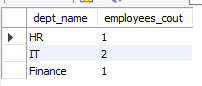 dept_name employees_cout
HR 1
IT 2
Finance 1